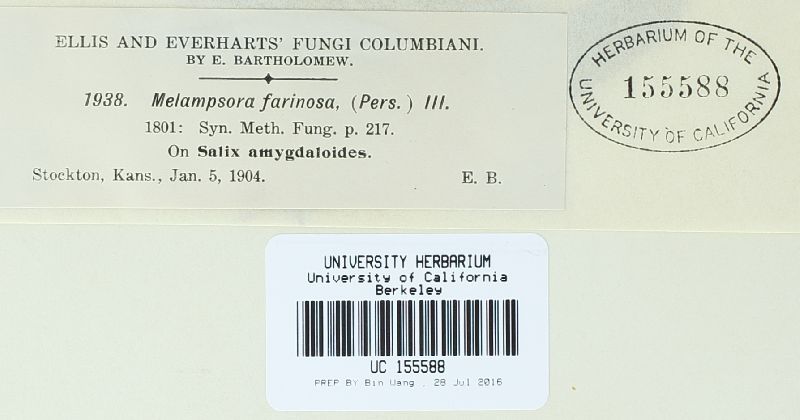 ELLIS AND EVERHARTS' FUNGI COLUMBIANI.
BY E. BARTHOLOMEW.
1938. Melampsora farinosa, (Pers.) III.
1801: Syn. Meth. Fung. p. 217.
On Salix amygdaloides.
Stockton, Kans., Jan. 5, 1904. E. B.
HERBARIUM OF THE
155588
UNIVERSITY OF CALIFORNIA
UNIVERSITY HERBARIUM
University of California
Berkeley
UC 155588
PREP BY Bin Wang , 28 Jul 2016